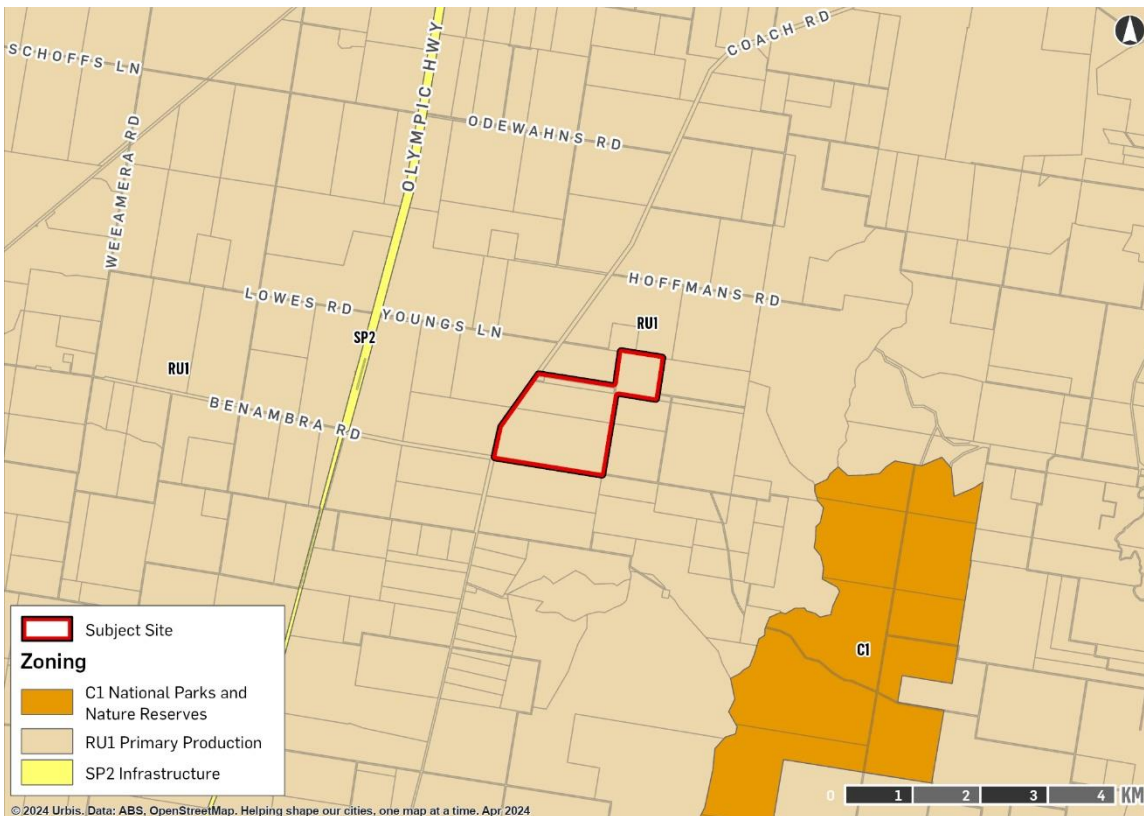 COACH RD
SCHOFFS LN
OLYMPIC HWY
ODEWAHNS RD
WEEAMERA RD
HOFFMANS RD
LOWES RD
YOUNGS LN
RU1
SP2
RU1
BENAMBRA RD
C1
Subject Site
Zoning
C1 National Parks and
Nature Reserves
RU1 Primary Production
SP2 Infrastructure
0 1 2 3 4 KM
© 2024 Urbis. Data: ABS, OpenStreetMap. Helping shape our cities, one map at a time. Apr 2024